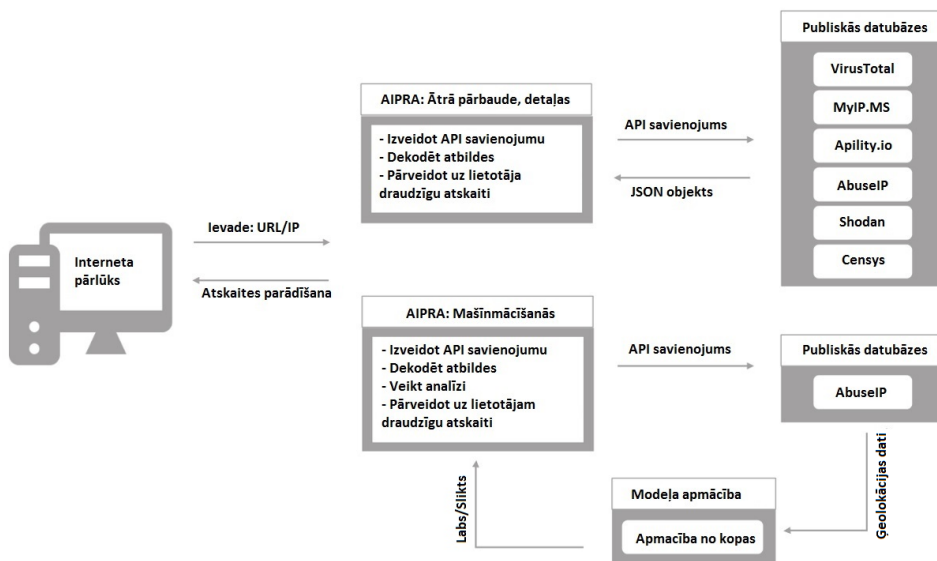 Publiskās datubāzes
VirusTotal
MyIP.MS
Apility.io
AbuseIP
Shodan
Censys
AIPRA: Ātrā pārbaude, detaļas
- Izveidot API savienojumu
- Dekodēt atbildes
- Pārveidot uz lietotāja
draudzīgu atskaiti
API savienojums
JSON objekts
Interneta
pārlūks
Ievade: URL/IP
Atskaites parādīšana
AIPRA: Mašīnmācīšanās
- Izveidot API savienojumu
- Dekodēt atbildes
- Veikt analīzi
- Pārveidot uz lietotājam
draudzīgu atskaiti
API savienojums
Publiskās datubāzes
AbuseIP
Ģeolokācijas dati
Modeļa apmācība
Apmacība no kopas
Labs/Slikts